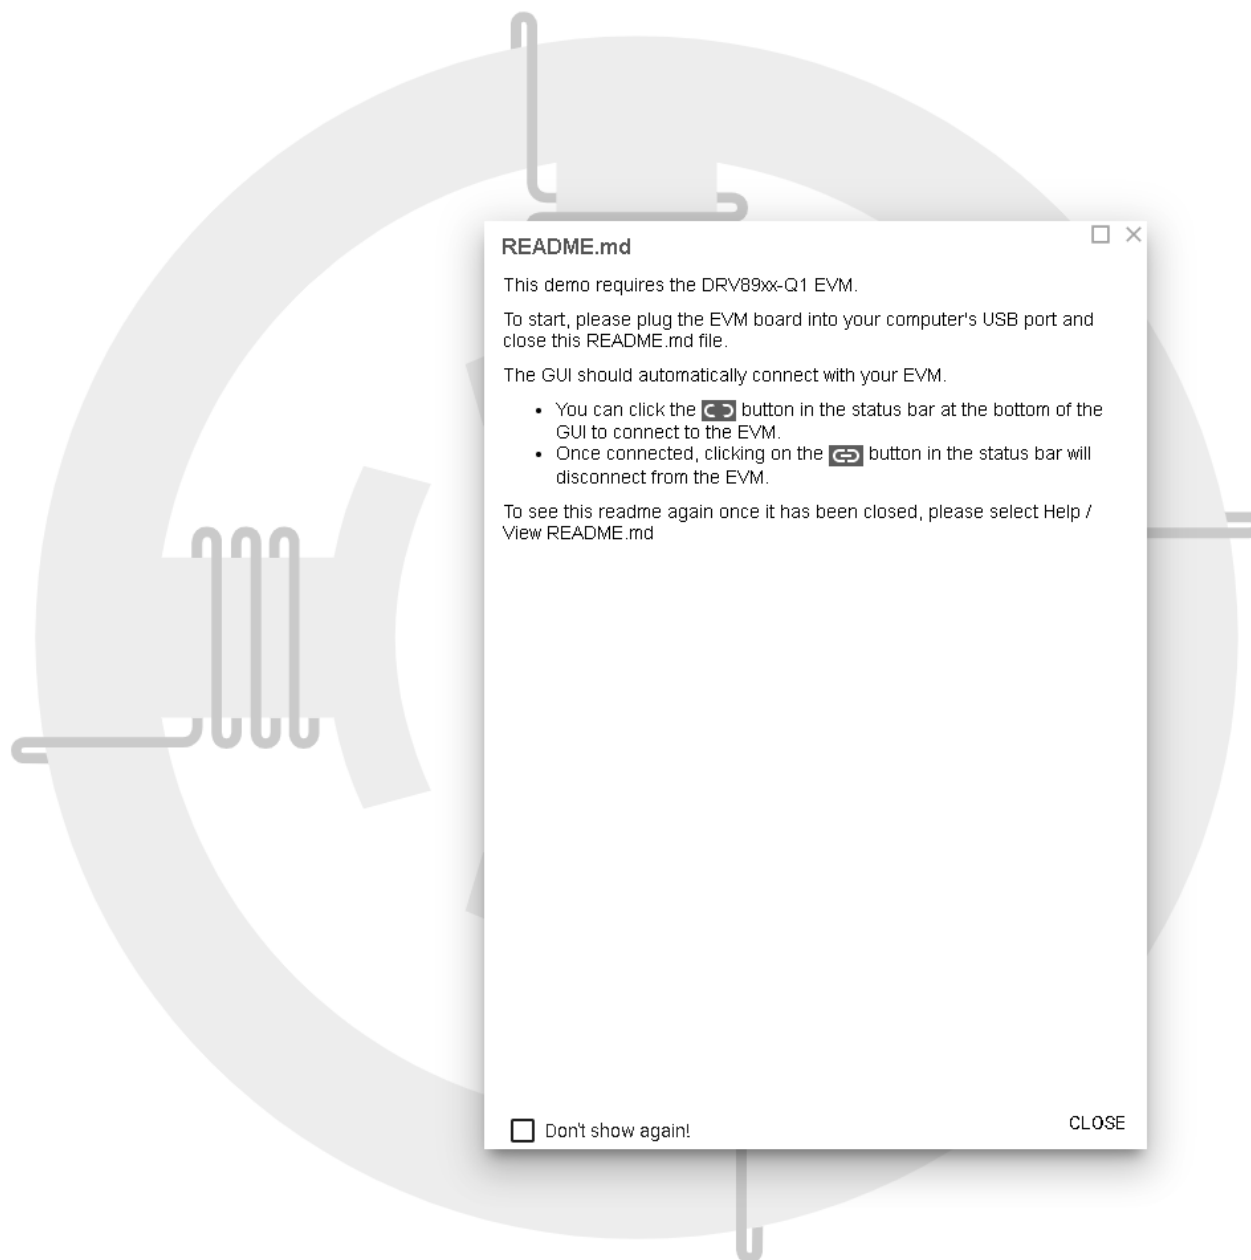 README.md
This demo requires the DRV89xx-Q1 EVM.
To start, please plug the EVM board into your computer's USB port and
close this README.md file.
The GUI should automatically connect with your EVM.
• You can click the button in the status bar at the bottom of the
GUI to connect to the EVM.
• Once connected, clicking on the button in the status bar will
disconnect from the EVM.
To see this readme again once it has been closed, please select Help /
View README.md
Don't show again!
CLOSE